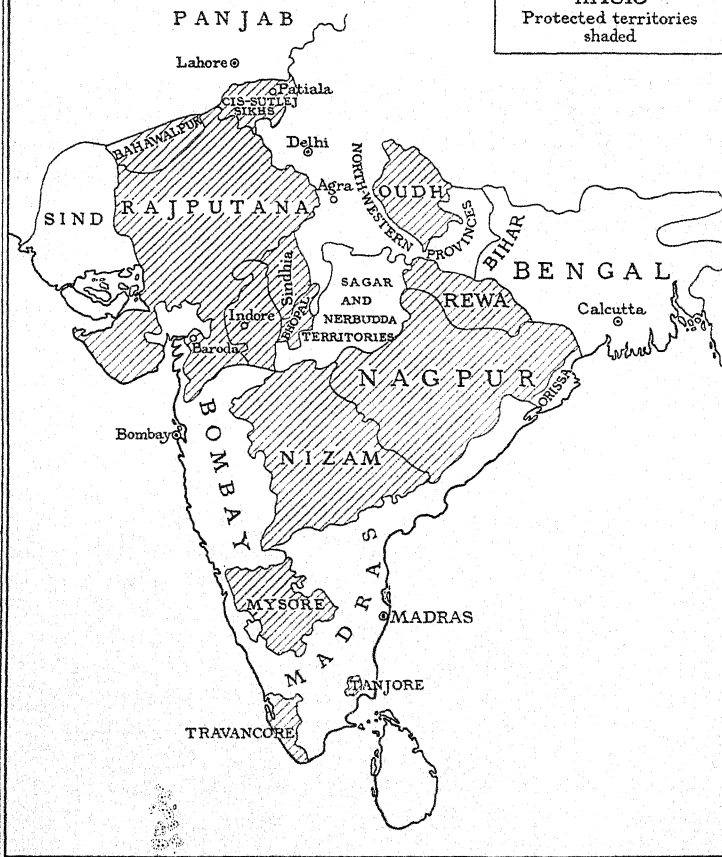 Protected territories
shaded
PANJAB
Lahore
Patiala
CIS-SUTLEJ
SIKHS
BAHAWALPUR
Delhi
Agra
NORTH-WESTERN
PROVINCES
OUDH
BIHAR
SIND
RAJPUTANA
BENGAL
Sindhia
SAGAR
AND
NERBUDDA
TERRITORIES
REWA
Calcutta
Indore
BHOPAL
Baroda
NAGPUR
ORISSA
BOMBAY
Bombay
NIZAM
MYSORE
MADRAS
MADRAS
TANJORE
TRAVANCORE